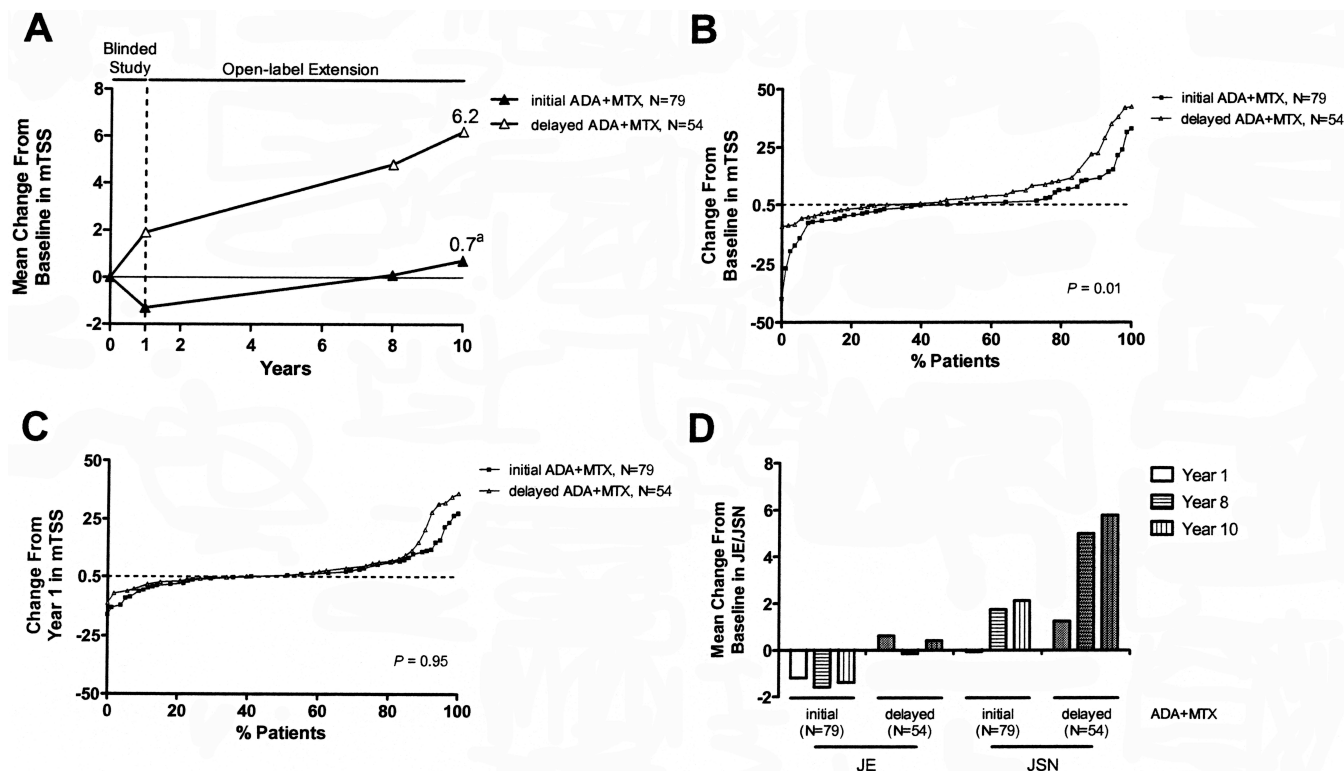 A
Blinded
Study
Open-label Extension
8
6
4
2
0
-2
Mean Change From
Baseline in mTSS
initial ADA+MTX, N=79
delayed ADA+MTX, N=54
6.2
0.7ª
0 1 2 4 6 8 10
Years
B
50
25
0.5
-25
-50
Change From
Baseline in mTSS
initial ADA+MTX, N=79
delayed ADA+MTX, N=54
P = 0.01
0 20 40 60 80 100
% Patients
C
50
25
0.5
-25
-50
Change From
Year 1 in mTSS
initial ADA+MTX, N=79
delayed ADA+MTX, N=54
P = 0.95
0 20 40 60 80 100
% Patients
D
8
6
4
2
0
-2
Mean Change From
Baseline in JE/JSN
Year 1
Year 8
Year 10
initial delayed initial delayed ADA+MTX
(N=79) (N=54) (N=79) (N=54)
JE JSN